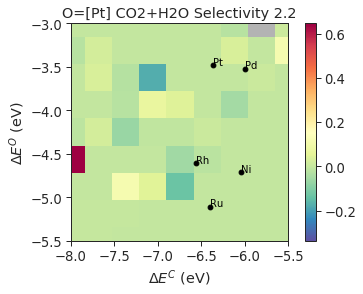 O=[Pt] CO2+H2O Selectivity 2.2
−3.0
−3.5
−4.0
−4.5
−5.0
−5.5
ΔE^O (eV)
Pt
Pd
Rh
Ni
Ru
−8.0 −7.5 −7.0 −6.5 −6.0 −5.5
ΔE^C (eV)
0.6
0.4
0.2
0.0
−0.2